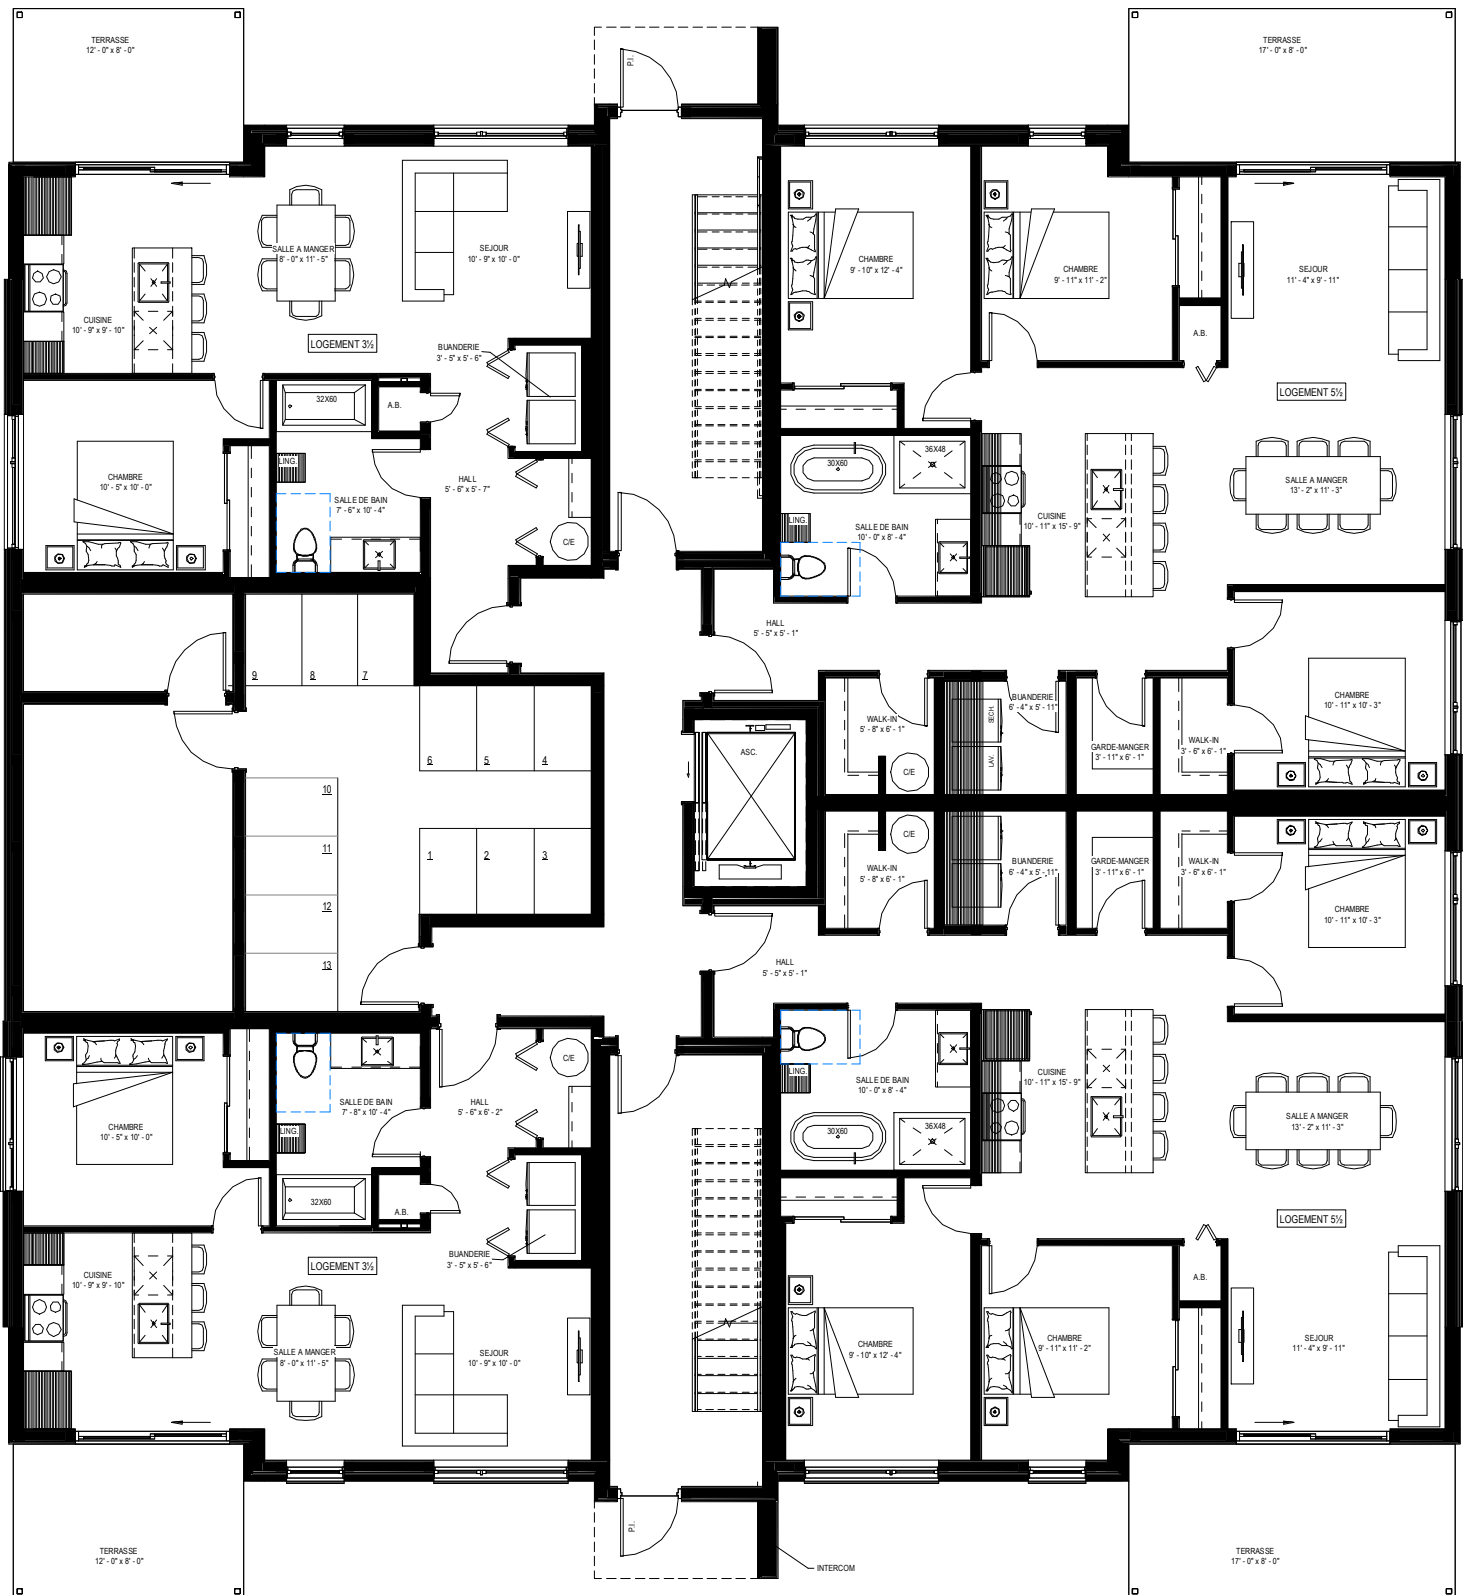 TERRASSE
12' - 0" x 8' - 0"
P.I.
TERRASSE
17' - 0" x 8' - 0"
SALLE A MANGER
8' - 0" x 11' - 5"
SEJOUR
10' - 9" x 10' - 0"
CUISINE
10' - 9" x 9' - 10"
LOGEMENT 3½
BUANDERIE
3' - 5" x 5' - 6"
CHAMBRE
9' - 10" x 12' - 4"
CHAMBRE
9' - 11" x 11' - 2"
SEJOUR
11' - 4" x 9' - 11"
A.B.
LOGEMENT 5½
32X60
A.B.
LING.
CHAMBRE
10' - 5" x 10' - 0"
SALLE DE BAIN
7' - 6" x 10' - 4"
HALL
5' - 6" x 5' - 7"
C/E
30X60
36X48
LING.
SALLE DE BAIN
10' - 0" x 8' - 4"
CUISINE
10' - 11" x 15' - 9"
SALLE A MANGER
13' - 2" x 11' - 3"
HALL
5' - 5" x 5' - 1"
9
8
7
6
5
4
10
11
12
13
1
2
3
ASC.
WALK-IN
5' - 8" x 6' - 1"
C/E
SECH.
LAV.
BUANDERIE
6' - 4" x 5' - 11"
GARDE-MANGER
3' - 11" x 6' - 1"
WALK-IN
3' - 6" x 6' - 1"
CHAMBRE
10' - 11" x 10' - 3"
C/E
WALK-IN
5' - 8" x 6' - 1"
BUANDERIE
6' - 4" x 5' - 11"
GARDE-MANGER
3' - 11" x 6' - 1"
WALK-IN
3' - 6" x 6' - 1"
CHAMBRE
10' - 11" x 10' - 3"
HALL
5' - 5" x 5' - 1"
CHAMBRE
10' - 5" x 10' - 0"
SALLE DE BAIN
7' - 8" x 10' - 4"
LING.
HALL
5' - 6" x 6' - 2"
C/E
32X60
A.B.
LING.
SALLE DE BAIN
10' - 0" x 8' - 4"
30X60
36X48
CUISINE
10' - 11" x 15' - 9"
SALLE A MANGER
13' - 2" x 11' - 3"
LOGEMENT 5½
A.B.
CUISINE
10' - 9" x 9' - 10"
LOGEMENT 3½
BUANDERIE
3' - 5" x 5' - 6"
SALLE A MANGER
8' - 0" x 11' - 5"
SEJOUR
10' - 9" x 10' - 0"
CHAMBRE
9' - 10" x 12' - 4"
CHAMBRE
9' - 11" x 11' - 2"
SEJOUR
11' - 4" x 9' - 11"
P.I.
TERRASSE
12' - 0" x 8' - 0"
INTERCOM
TERRASSE
17' - 0" x 8' - 0"